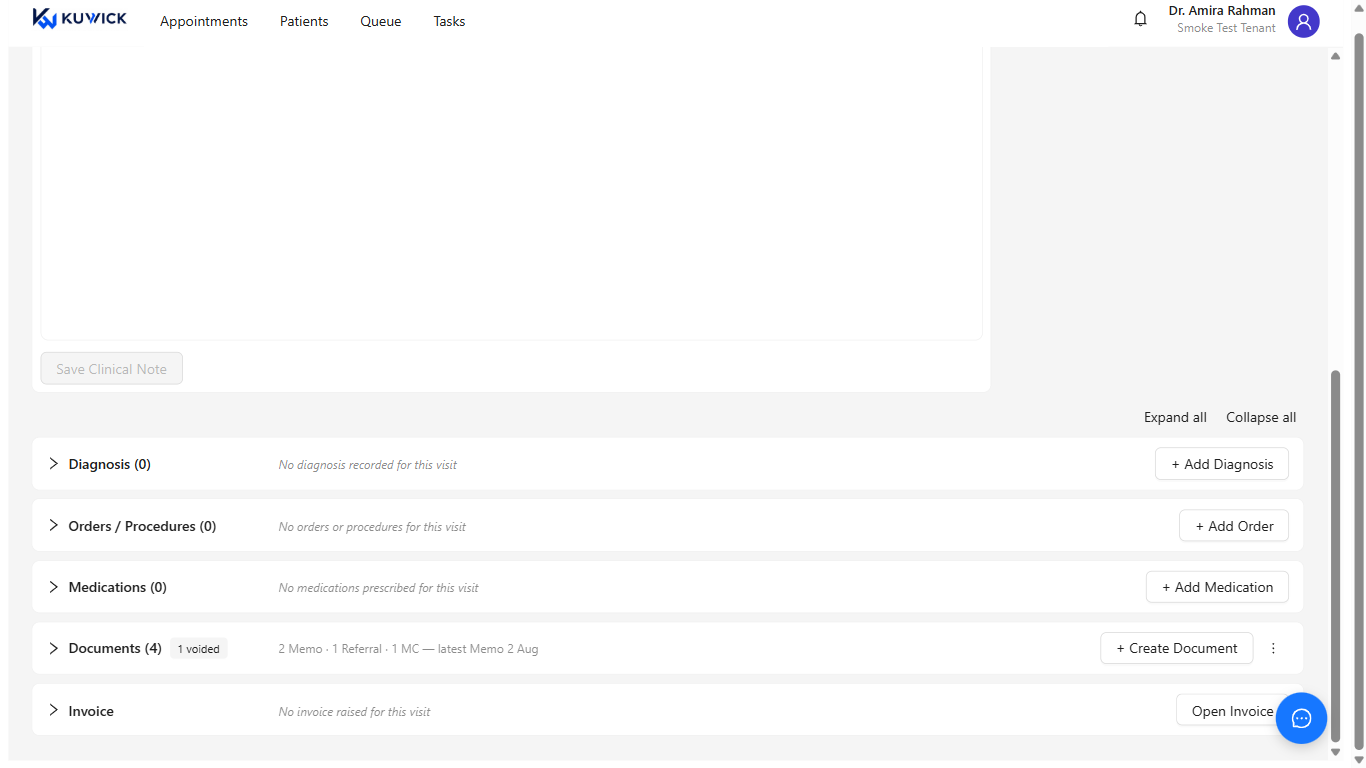 KUWICK
Appointments Patients Queue Tasks
Dr. Amira Rahman
Smoke Test Tenant
Save Clinical Note
Expand all Collapse all
Diagnosis (0) No diagnosis recorded for this visit + Add Diagnosis
Orders / Procedures (0) No orders or procedures for this visit + Add Order
Medications (0) No medications prescribed for this visit + Add Medication
Documents (4) 1 voided 2 Memo · 1 Referral · 1 MC — latest Memo 2 Aug + Create Document
Invoice No invoice raised for this visit Open Invoice